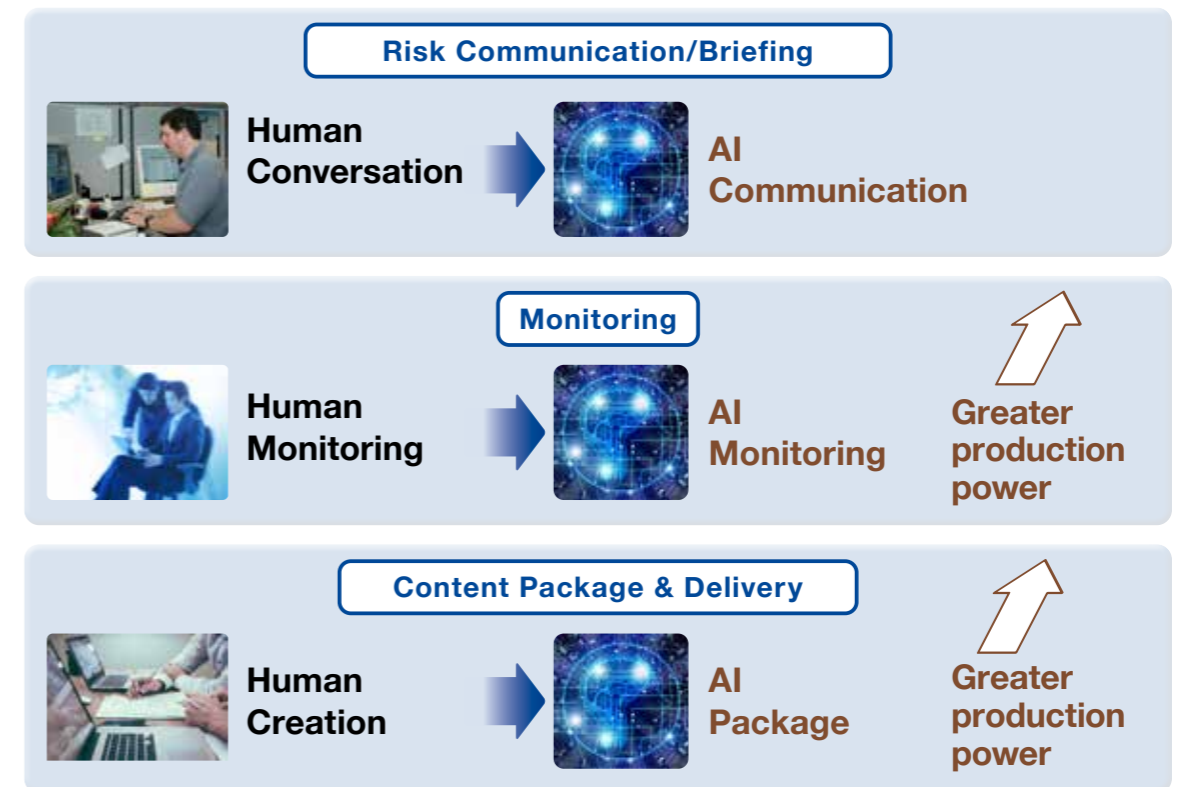 Risk Communication/Briefing
Human
Conversation
AI
Communication
Monitoring
Human
Monitoring
AI
Monitoring
Greater
production
power
Content Package & Delivery
Human
Creation
AI
Package
Greater
production
power